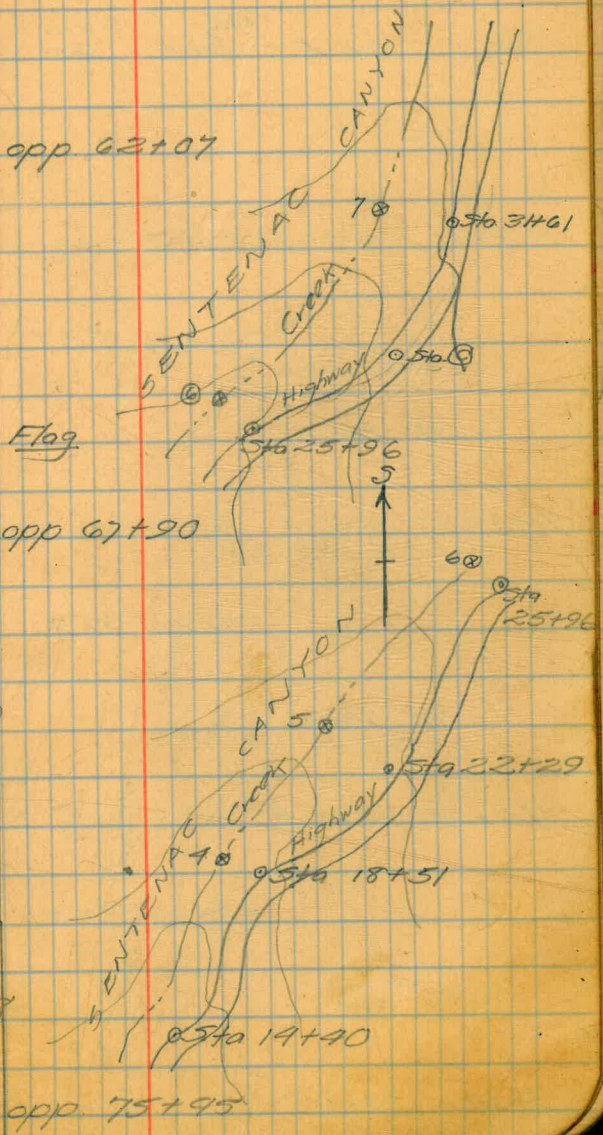 opp. 62+07
SENTENAC CANYON
7
Sta. 31+61
Creek
Highway
Sta.
6
Flag
Sta 25+96
S
opp 67+90
6
Sta
25+96
SENTENAC CANYON
5
Sta 22+29
Creek
Highway
4
Sta 18+51
Sta 14+40
opp. 75+95